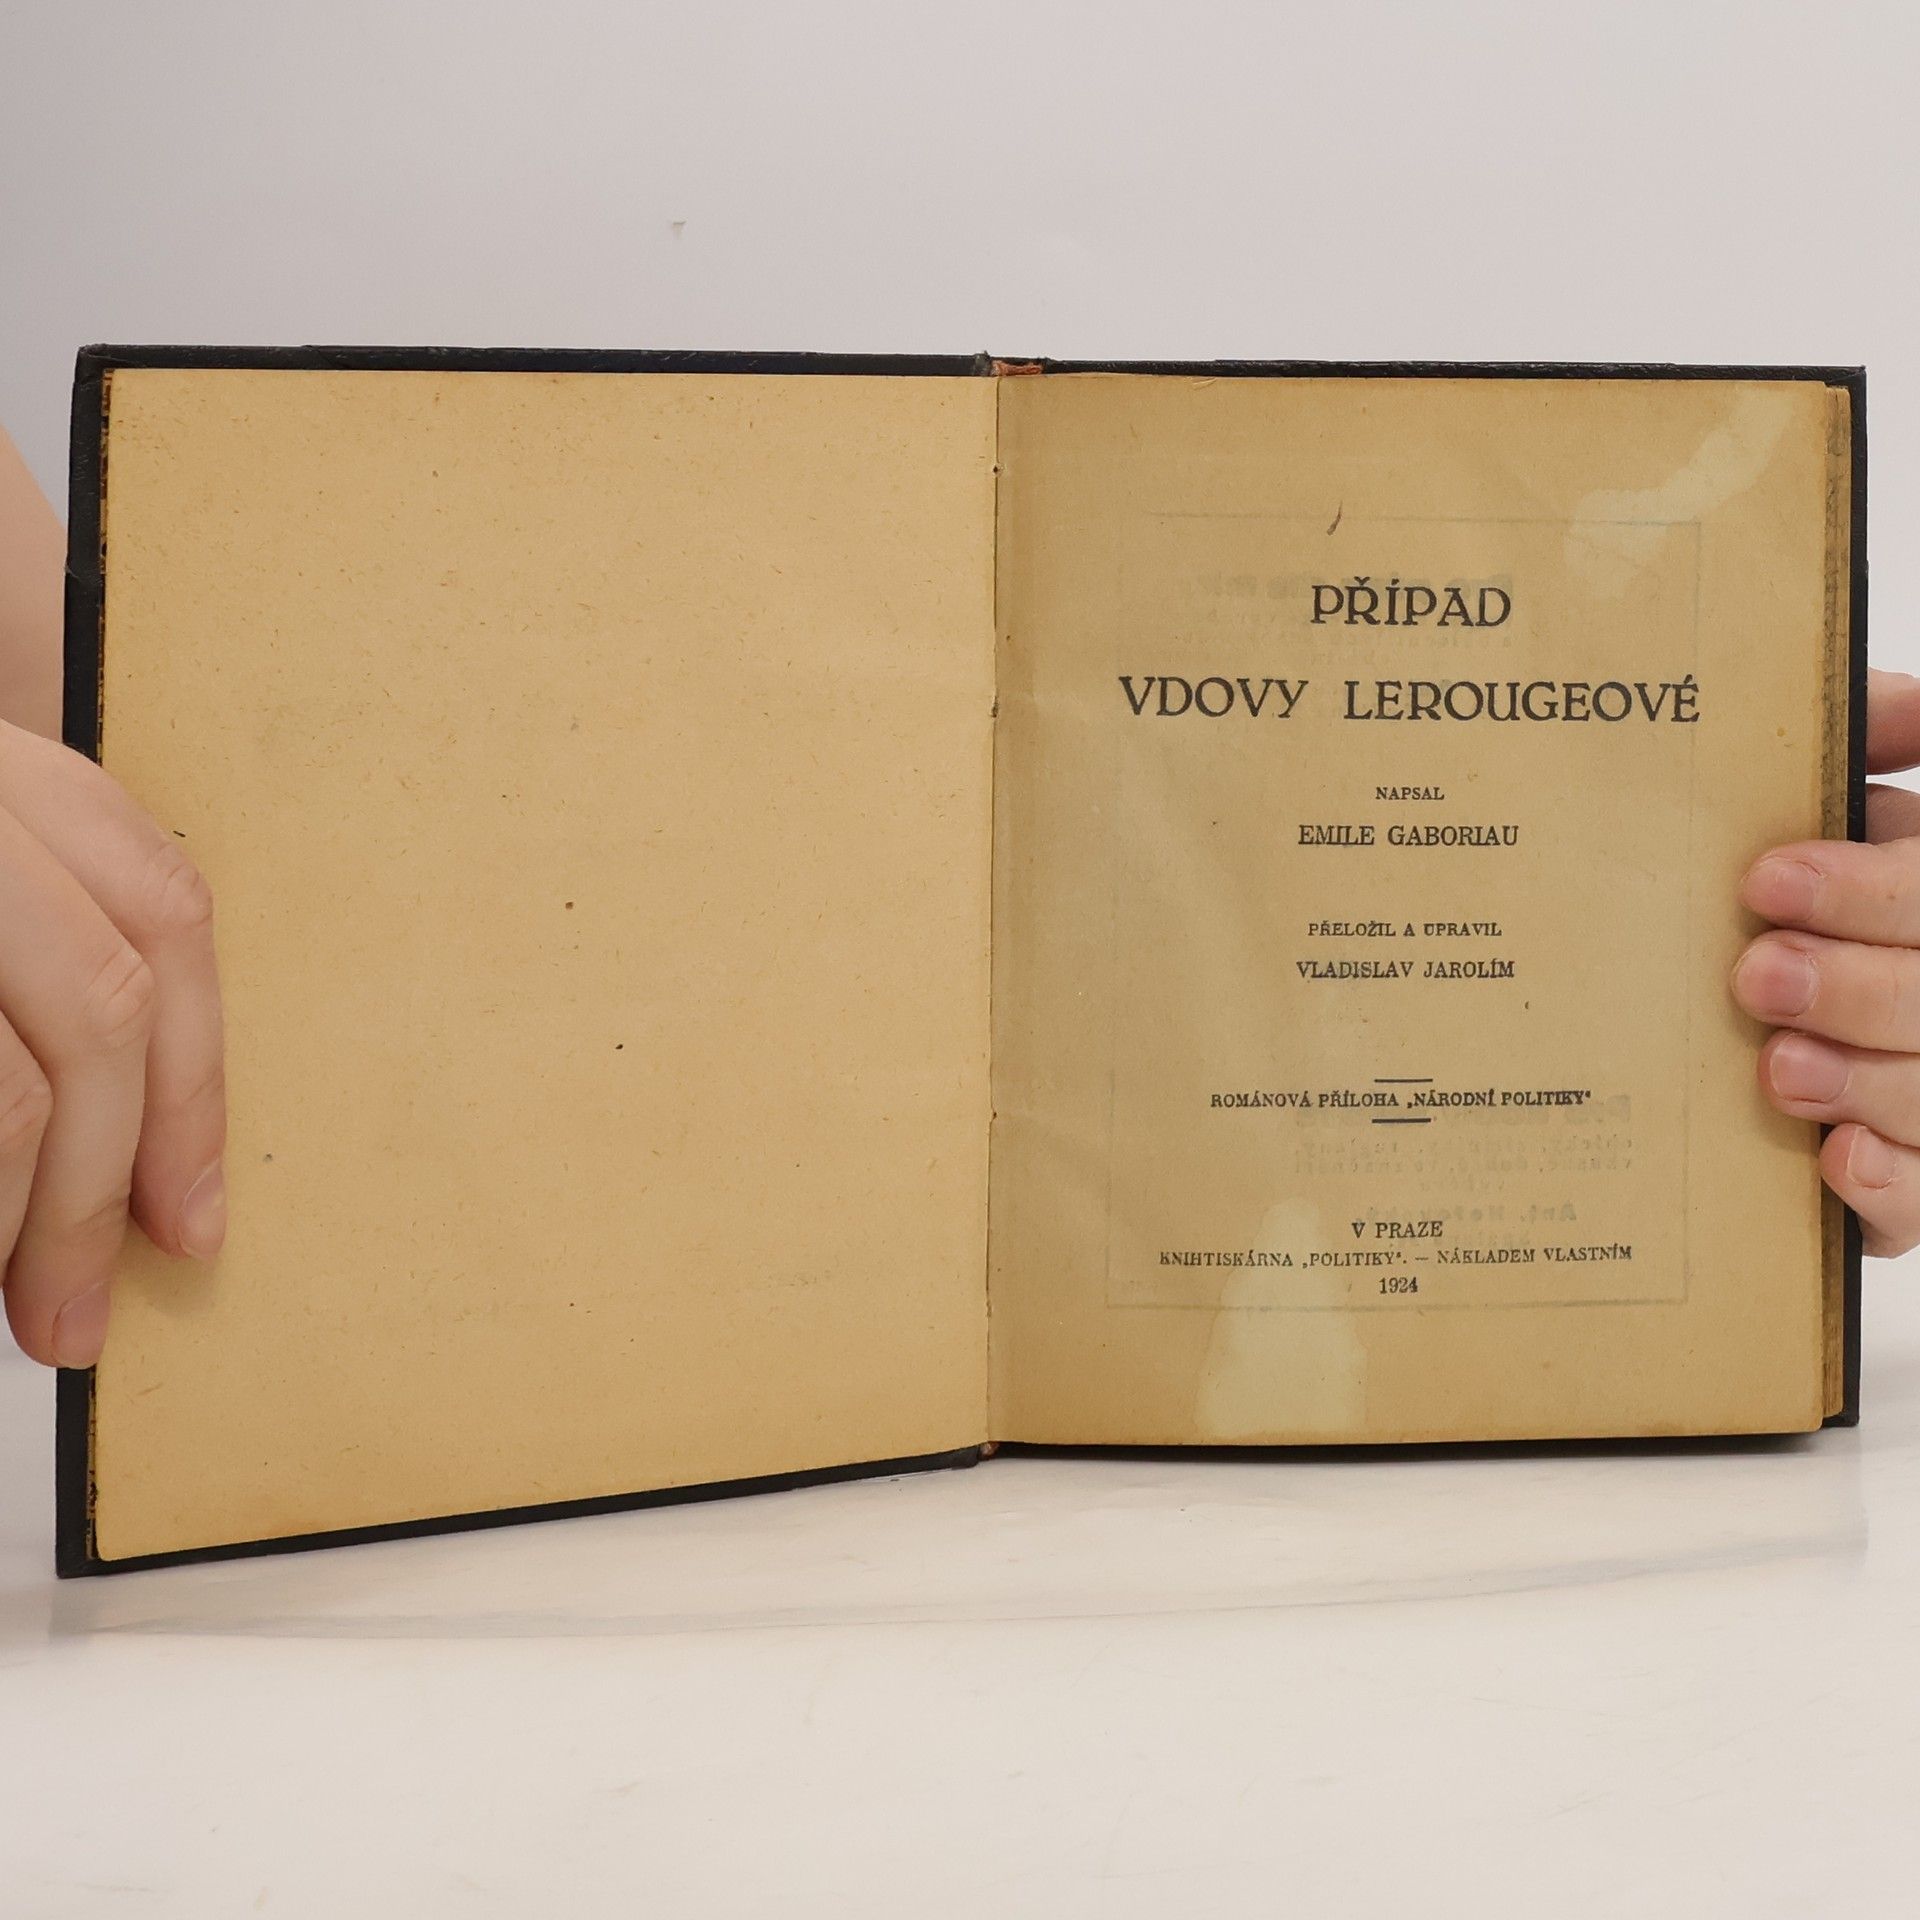 PŘÍPAD
VDOVY LEROUGEOVÉ
NAPSAL
EMILE GABORIAU
PŘELOŽIL A UPRAVIL
VLADISLAV JAROLÍM
ROMÁNOVÁ PŘÍLOHA „NÁRODNÍ POLITIKY“
V PRAZE
KNIHTISKÁRNA „POLITIKY“. — NÁKLADEM VLASTNÍM
1924